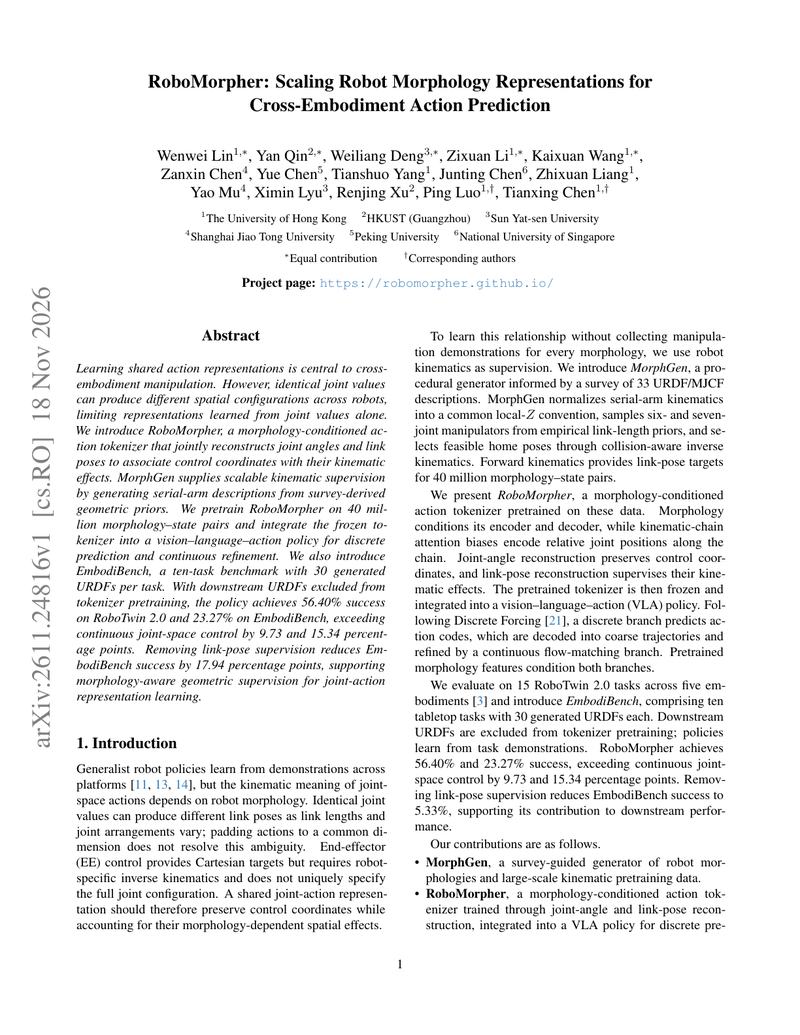 RoboMorpher: Scaling Robot Morphology Representations for
Cross-Embodiment Action Prediction
Wenwei Lin1,∗, Yan Qin2,∗, Weiliang Deng3,∗, Zixuan Li1,∗, Kaixuan Wang1,∗,
Zanxin Chen4, Yue Chen5, Tianshuo Yang1, Junting Chen6, Zhixuan Liang1,
Yao Mu4, Ximin Lyu3, Renjing Xu2, Ping Luo1,†, Tianxing Chen1,†
1The University of Hong Kong 2HKUST (Guangzhou) 3Sun Yat-sen University
4Shanghai Jiao Tong University 5Peking University 6National University of Singapore
∗Equal contribution †Corresponding authors
Project page: https://robomorpher.github.io/
arXiv:2611.24816v1 [cs.RO] 18 Nov 2026
Abstract
Learning shared action representations is central to cross-
embodiment manipulation. However, identical joint values
can produce different spatial configurations across robots,
limiting representations learned from joint values alone.
We introduce RoboMorpher, a morphology-conditioned ac-
tion tokenizer that jointly reconstructs joint angles and link
poses to associate control coordinates with their kinematic
effects. MorphGen supplies scalable kinematic supervision
by generating serial-arm descriptions from survey-derived
geometric priors. We pretrain RoboMorpher on 40 mil-
lion morphology–state pairs and integrate the frozen to-
kenizer into a vision–language–action policy for discrete
prediction and continuous refinement. We also introduce
EmbodiBench, a ten-task benchmark with 30 generated
URDFs per task. With downstream URDFs excluded from
tokenizer pretraining, the policy achieves 56.40% success
on RoboTwin 2.0 and 23.27% on EmbodiBench, exceeding
continuous joint-space control by 9.73 and 15.34 percent-
age points. Removing link-pose supervision reduces Em-
bodiBench success by 17.94 percentage points, supporting
morphology-aware geometric supervision for joint-action
representation learning.
1. Introduction
Generalist robot policies learn from demonstrations across
platforms [11, 13, 14], but the kinematic meaning of joint-
space actions depends on robot morphology. Identical joint
values can produce different link poses as link lengths and
joint arrangements vary; padding actions to a common di-
mension does not resolve this ambiguity. End-effector
(EE) control provides Cartesian targets but requires robot-
specific inverse kinematics and does not uniquely specify
the full joint configuration. A shared joint-action represen-
tation should therefore preserve control coordinates while
accounting for their morphology-dependent spatial effects.
To learn this relationship without collecting manipula-
tion demonstrations for every morphology, we use robot
kinematics as supervision. We introduce MorphGen, a pro-
cedural generator informed by a survey of 33 URDF/MJCF
descriptions. MorphGen normalizes serial-arm kinematics
into a common local-Z convention, samples six- and seven-
joint manipulators from empirical link-length priors, and se-
lects feasible home poses through collision-aware inverse
kinematics. Forward kinematics provides link-pose targets
for 40 million morphology–state pairs.
We present RoboMorpher, a morphology-conditioned
action tokenizer pretrained on these data. Morphology
conditions its encoder and decoder, while kinematic-chain
attention biases encode relative joint positions along the
chain. Joint-angle reconstruction preserves control coor-
dinates, and link-pose reconstruction supervises their kine-
matic effects. The pretrained tokenizer is then frozen and
integrated into a vision–language–action (VLA) policy. Fol-
lowing Discrete Forcing [21], a discrete branch predicts ac-
tion codes, which are decoded into coarse trajectories and
refined by a continuous flow-matching branch. Pretrained
morphology features condition both branches.
We evaluate on 15 RoboTwin 2.0 tasks across five em-
bodiments [3] and introduce EmbodiBench, comprising ten
tabletop tasks with 30 generated URDFs each. Downstream
URDFs are excluded from tokenizer pretraining; policies
learn from task demonstrations. RoboMorpher achieves
56.40% and 23.27% success, exceeding continuous joint-
space control by 9.73 and 15.34 percentage points. Remov-
ing link-pose supervision reduces EmbodiBench success to
5.33%, supporting its contribution to downstream perfor-
mance.
Our contributions are as follows.
• MorphGen, a survey-guided generator of robot mor-
phologies and large-scale kinematic pretraining data.
• RoboMorpher, a morphology-conditioned action tok-
enizer trained through joint-angle and link-pose recon-
struction, integrated into a VLA policy for discrete pre-
1